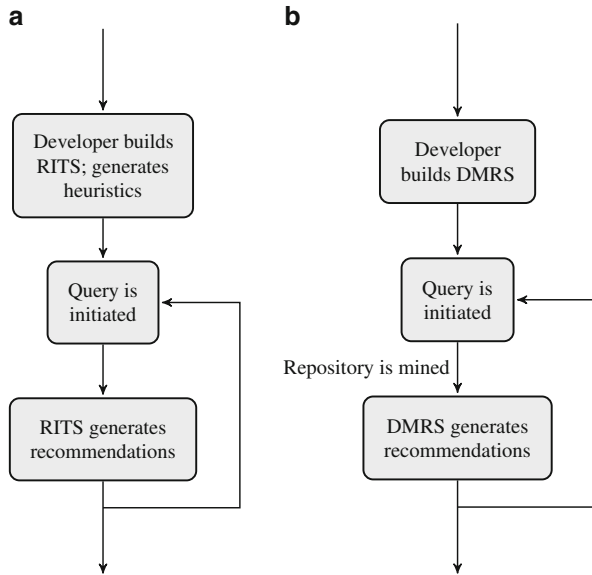 a
Developer builds
RITS; generates
heuristics
Query is
initiated
RITS generates
recommendations
b
Developer
builds DMRS
Query is
initiated
Repository is mined
DMRS generates
recommendations